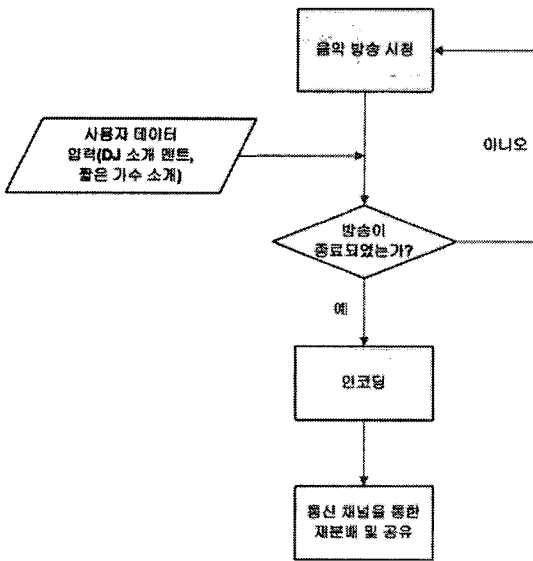 음악 방송 시청
사용자 데이터
입력(DJ 소개 멘트,
짧은 가수 소개)
아니오
방송이
종료되었는가?
예
인코딩
통신 채널을 통한
재분배 및 공유